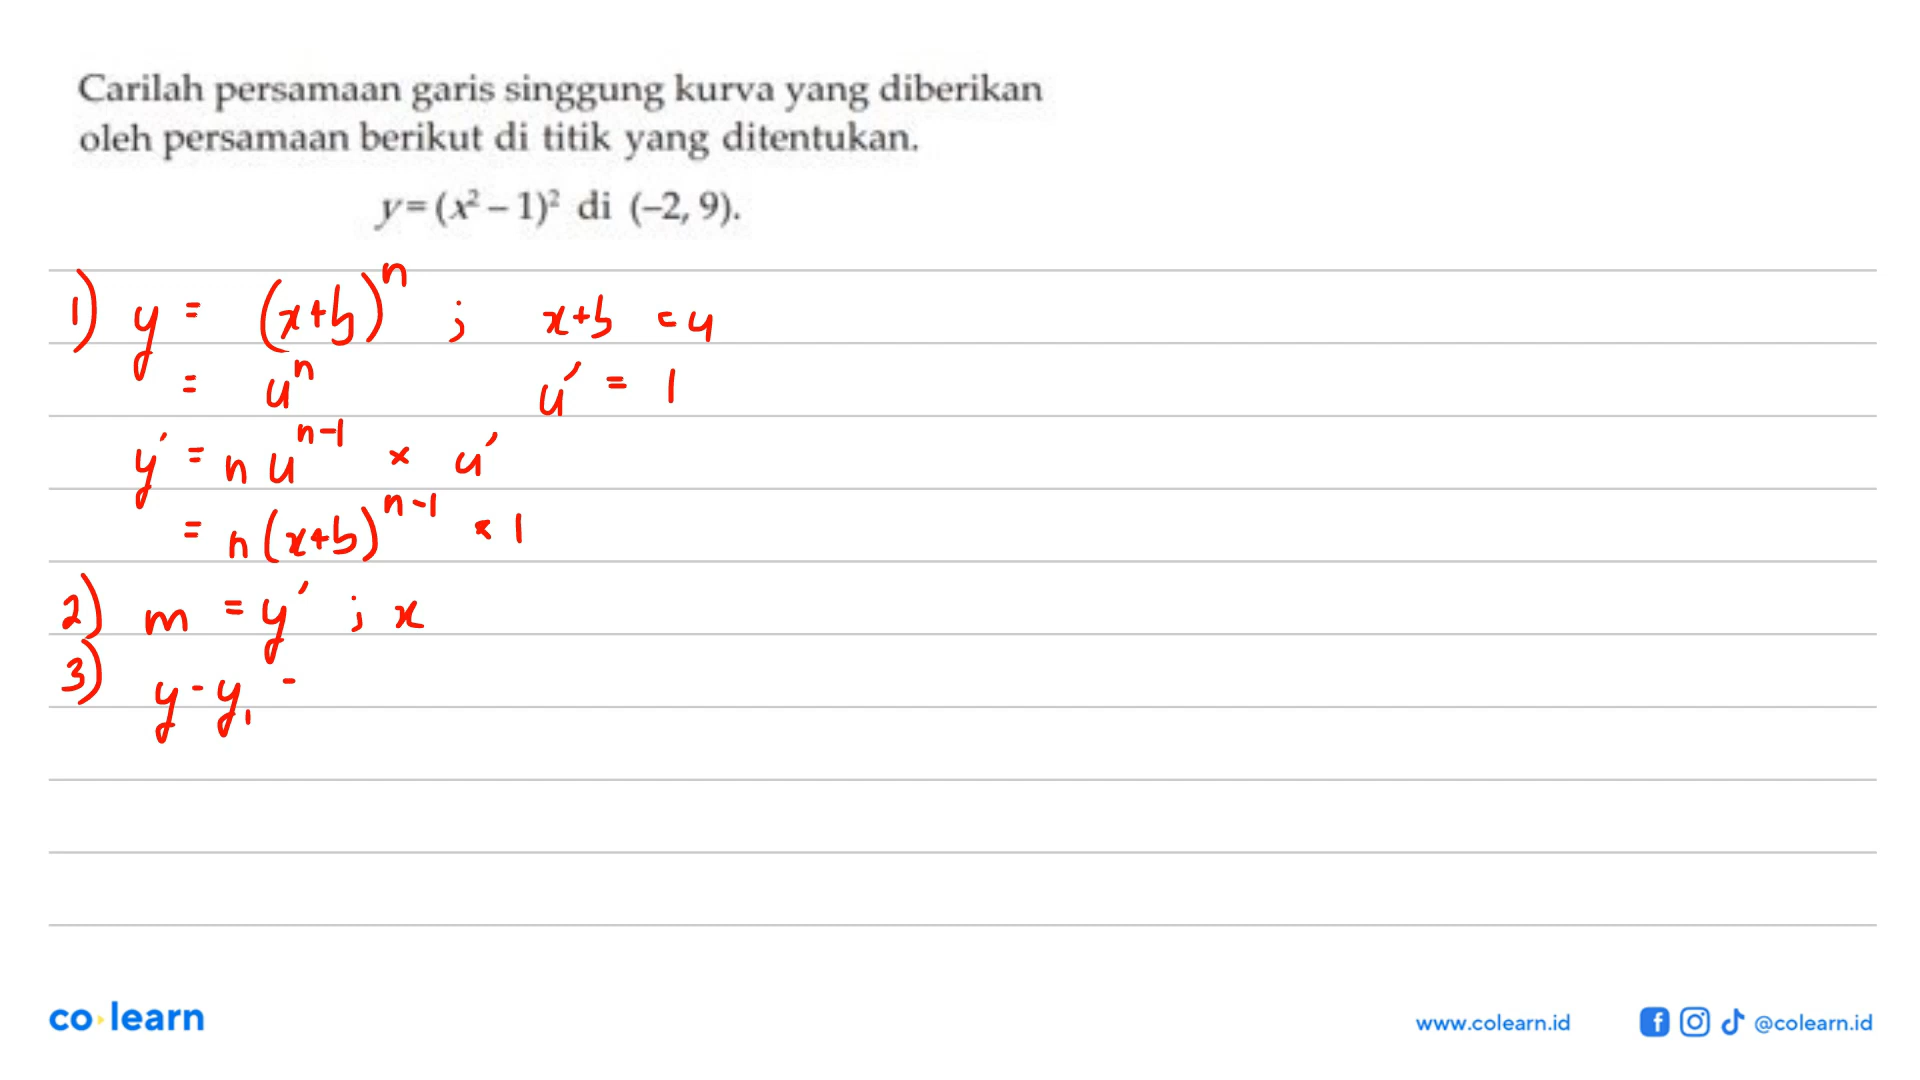 Carilah persamaan garis singgung kurva yang diberikan
oleh persamaan berikut di titik yang ditentukan.
y = (x² – 1)² di (–2, 9).
1) y = (x+b)ⁿ ; x+b = u
= uⁿ u' = 1
y' = n uⁿ⁻¹ × u'
= n(x+b)ⁿ⁻¹ × 1
2) m = y' ; x
3) y - y₁ -
co learn
www.colearn.id @colearn.id